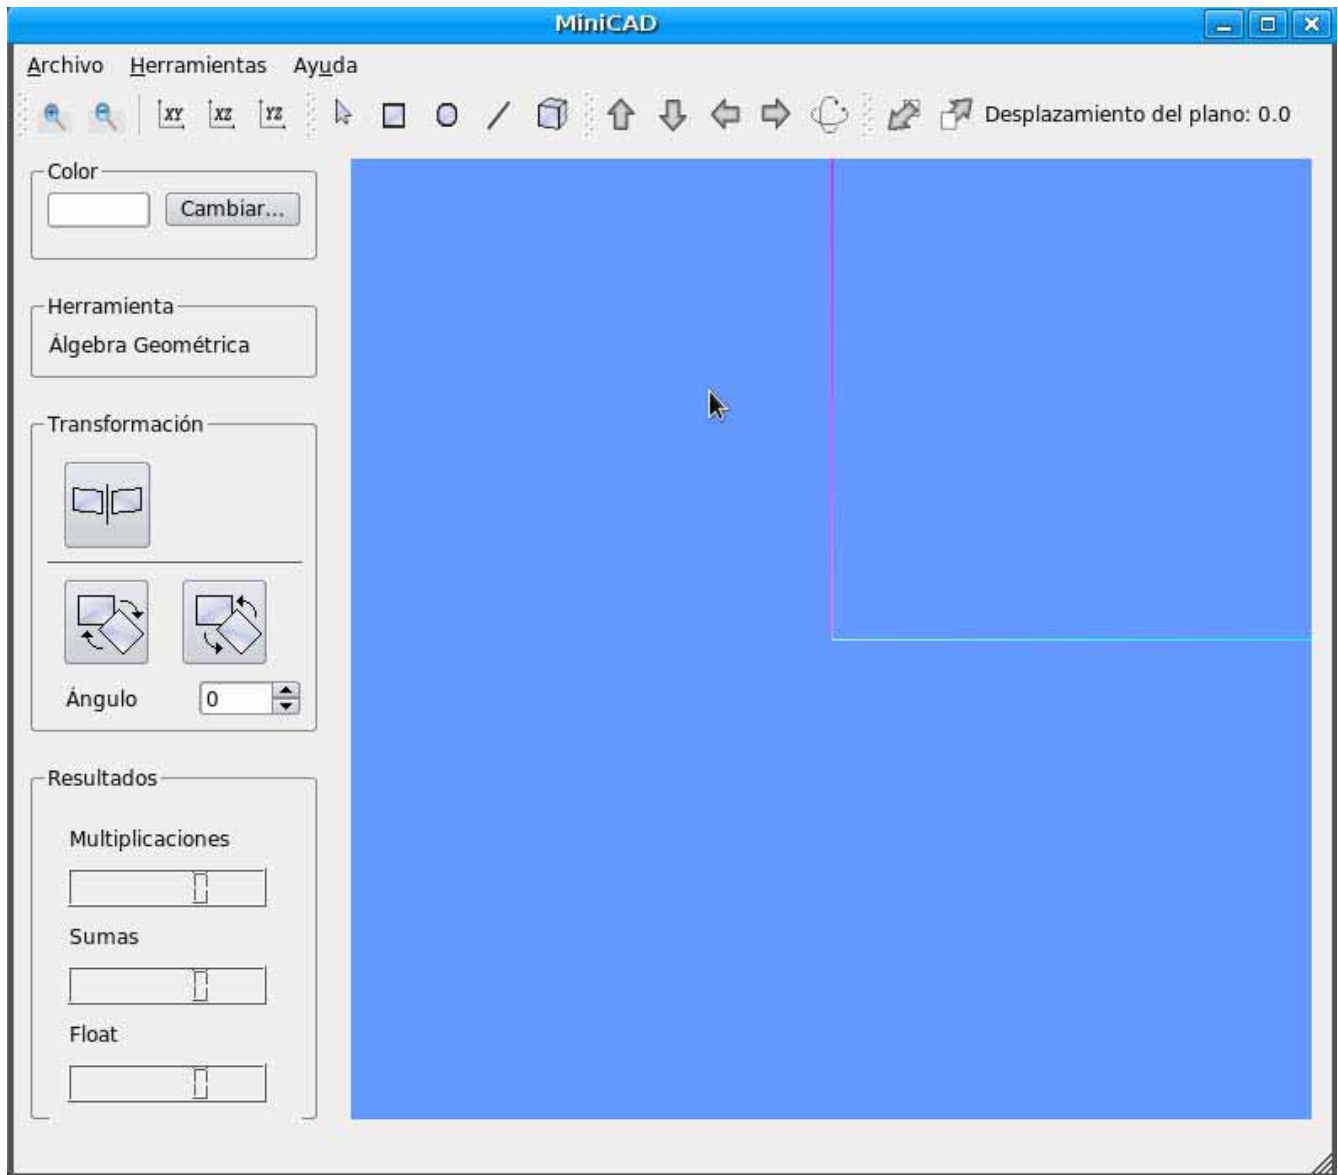 MiniCAD
Archivo Herramientas Ayuda
XY XZ YZ Desplazamiento del plano: 0.0
Color
Cambiar...
Herramienta
Álgebra Geométrica
Transformación
Ángulo 0
Resultados
Multiplicaciones
Sumas
Float